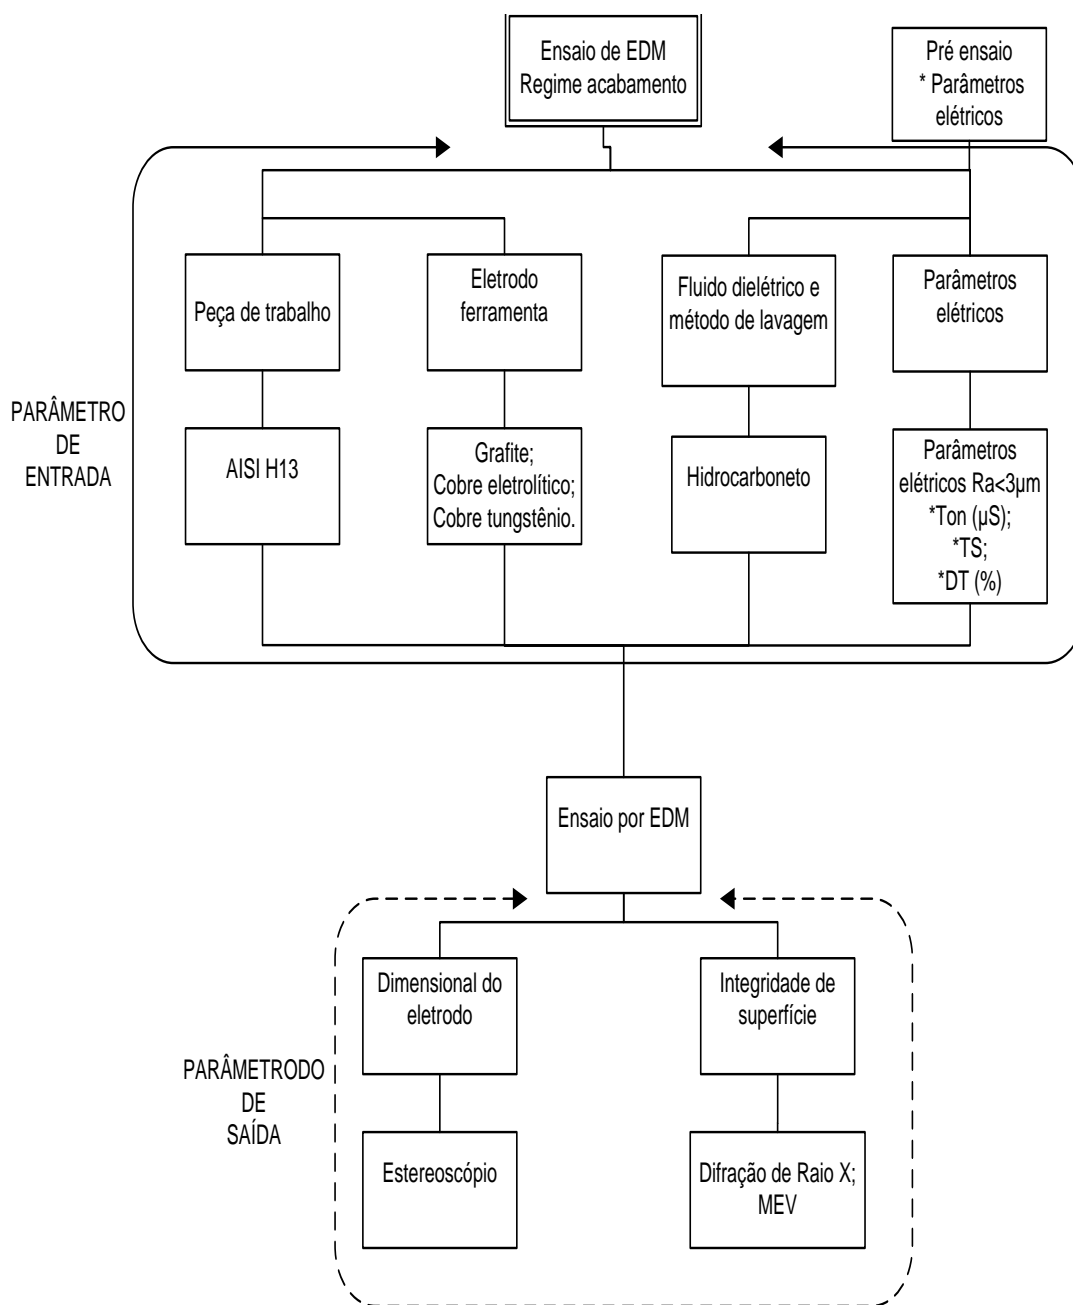 Ensaio de EDM
Regime acabamento
Pré ensaio
* Parâmetros
elétricos
Peça de trabalho
Eletrodo
ferramenta
Fluido dielétrico e
método de lavagem
Parâmetros
elétricos
PARÂMETRO
DE
ENTRADA
AISI H13
Grafite;
Cobre eletrolítico;
Cobre tungstênio.
Hidrocarboneto
Parâmetros
elétricos Ra<3µm
*Ton (µS);
*TS;
*DT (%)
Ensaio por EDM
Dimensional do
eletrodo
Integridade de
superfície
PARÂMETRODO
DE
SAÍDA
Estereoscópio
Difração de Raio X;
MEV